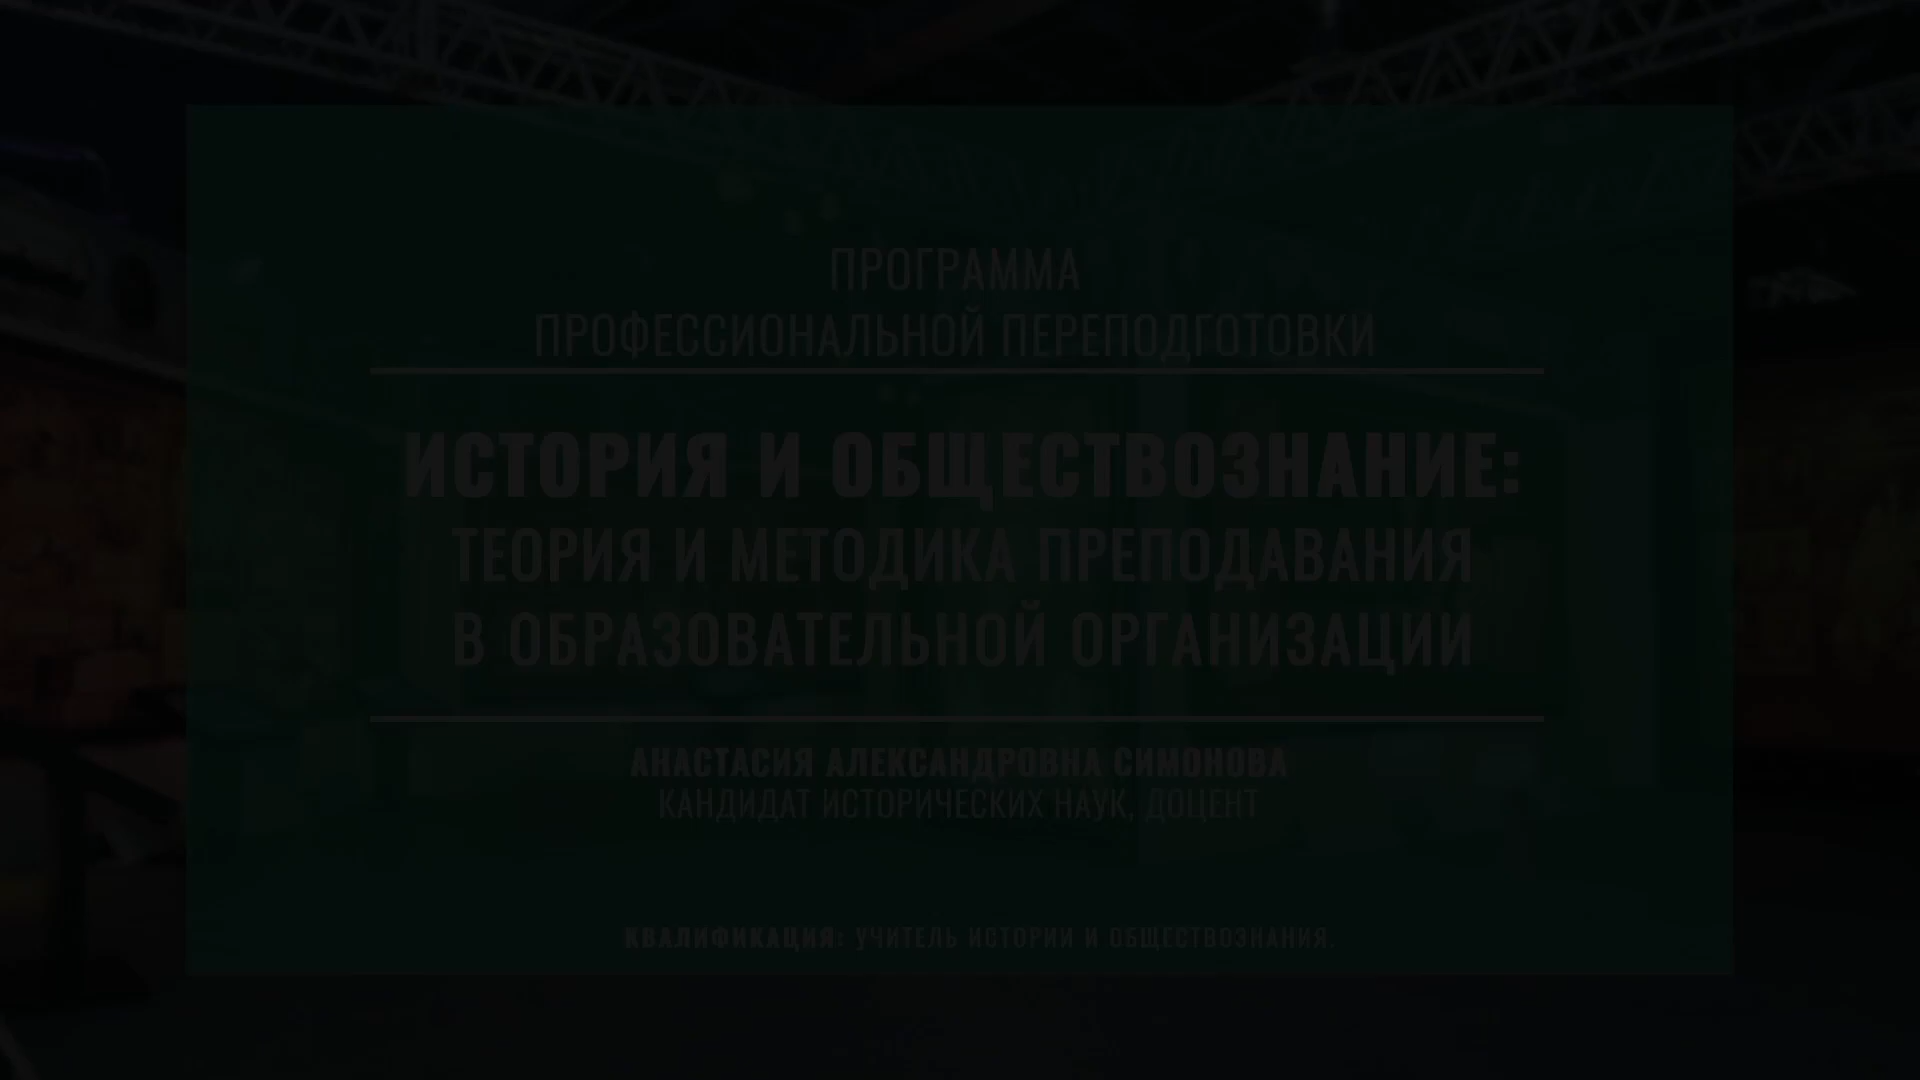 ПРОГРАММА
ПРОФЕССИОНАЛЬНОЙ ПЕРЕПОДГОТОВКИ
ИСТОРИЯ И ОБЩЕСТВОЗНАНИЕ:
ТЕОРИЯ И МЕТОДИКА ПРЕПОДАВАНИЯ
В ОБРАЗОВАТЕЛЬНОЙ ОРГАНИЗАЦИИ
АНАСТАСИЯ АЛЕКСАНДРОВНА СИМОНОВА
КАНДИДАТ ИСТОРИЧЕСКИХ НАУК, ДОЦЕНТ
КВАЛИФИКАЦИЯ: УЧИТЕЛЬ ИСТОРИИ И ОБЩЕСТВОЗНАНИЯ.